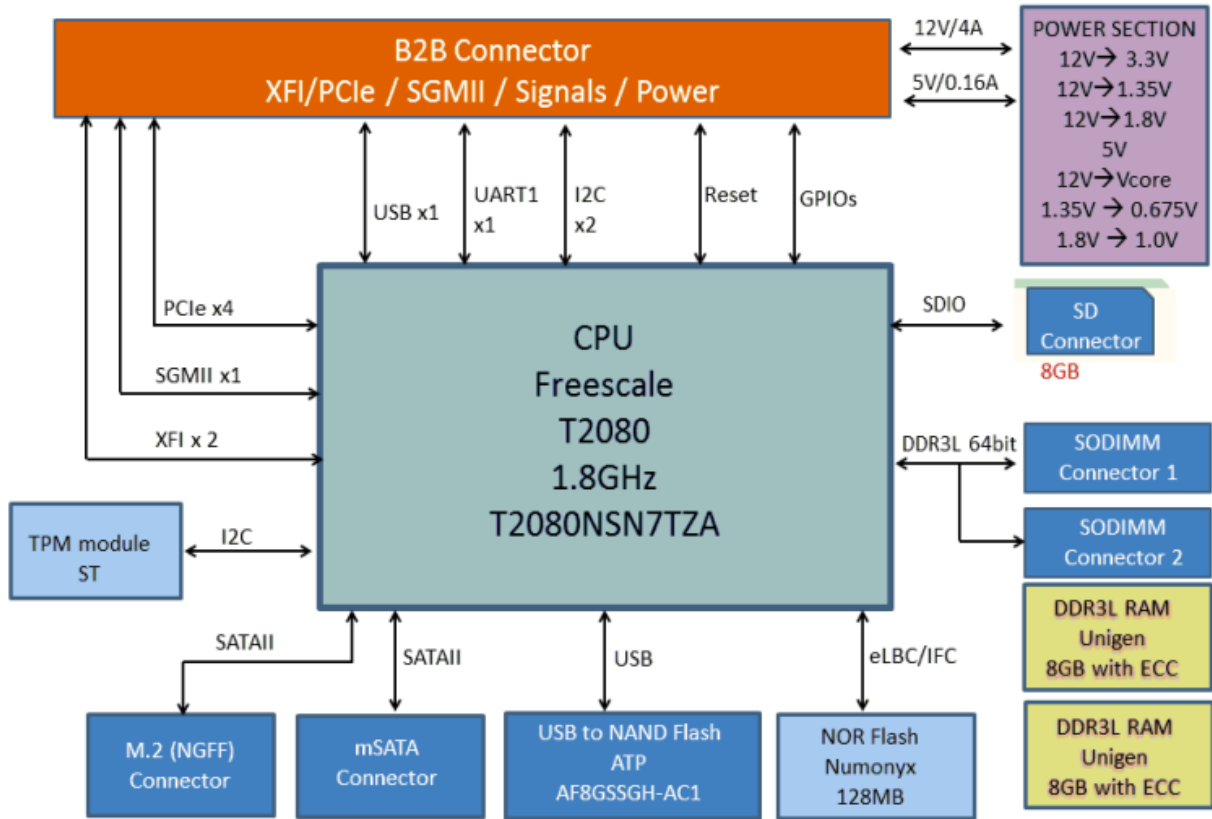 B2B Connector
XFI/PCIe / SGMII / Signals / Power
12V/4A
5V/0.16A
POWER SECTION
12V→ 3.3V
12V→1.35V
12V→1.8V
5V
12V→Vcore
1.35V → 0.675V
1.8V → 1.0V
USB x1
UART1
x1
I2C
x2
Reset
GPIOs
PCIe x4
SGMII x1
XFI x 2
CPU
Freescale
T2080
1.8GHz
T2080NSN7TZA
SDIO
SD
Connector
8GB
DDR3L 64bit
SODIMM
Connector 1
SODIMM
Connector 2
TPM module
ST
I2C
DDR3L RAM
Unigen
8GB with ECC
DDR3L RAM
Unigen
8GB with ECC
SATAII
SATAII
USB
eLBC/IFC
M.2 (NGFF)
Connector
mSATA
Connector
USB to NAND Flash
ATP
AF8GSSGH-AC1
NOR Flash
Numonyx
128MB